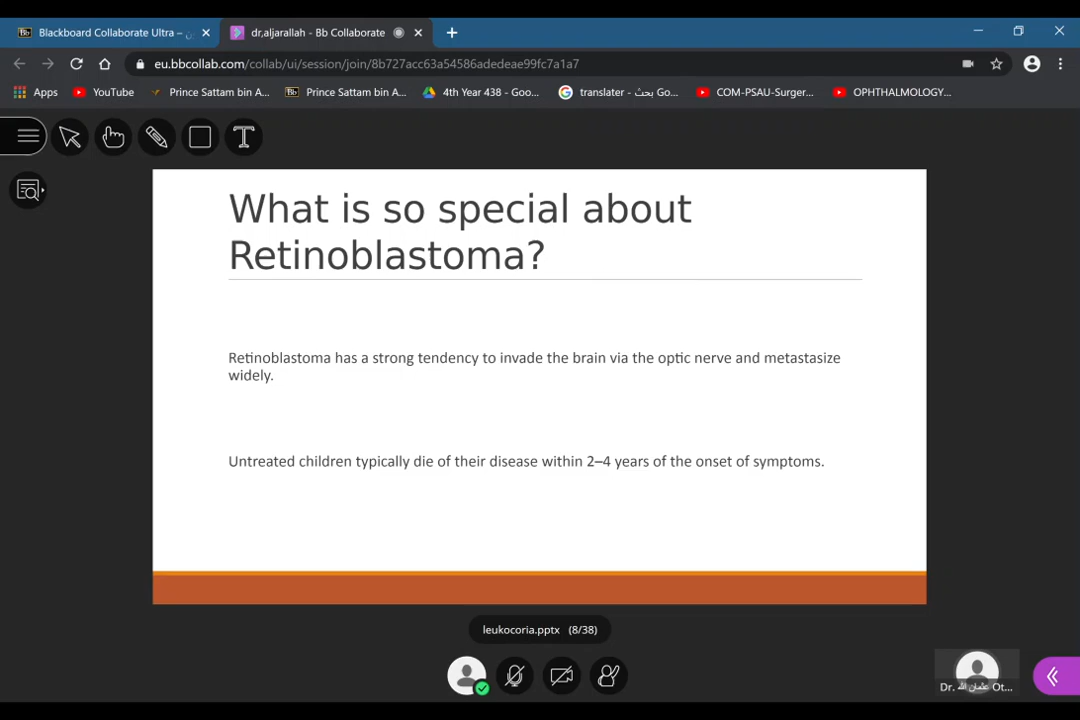 Blackboard Collaborate Ultra –
dr,aljarallah - Bb Collaborate
eu.bbcollab.com/collab/ui/session/join/8b727acc63a54586adedeae99fc7a1a7
Apps
YouTube
Prince Sattam bin A...
Bb
Prince Sattam bin A...
4th Year 438 - Goo...
translater - بحث Go...
COM-PSAU-Surger...
OPHTHALMOLOGY...
T
What is so special about
Retinoblastoma?
Retinoblastoma has a strong tendency to invade the brain via the optic nerve and metastasize
widely.
Untreated children typically die of their disease within 2–4 years of the onset of symptoms.
leukocoria.pptx (8/38)
Dr. عثمان الله Ot...